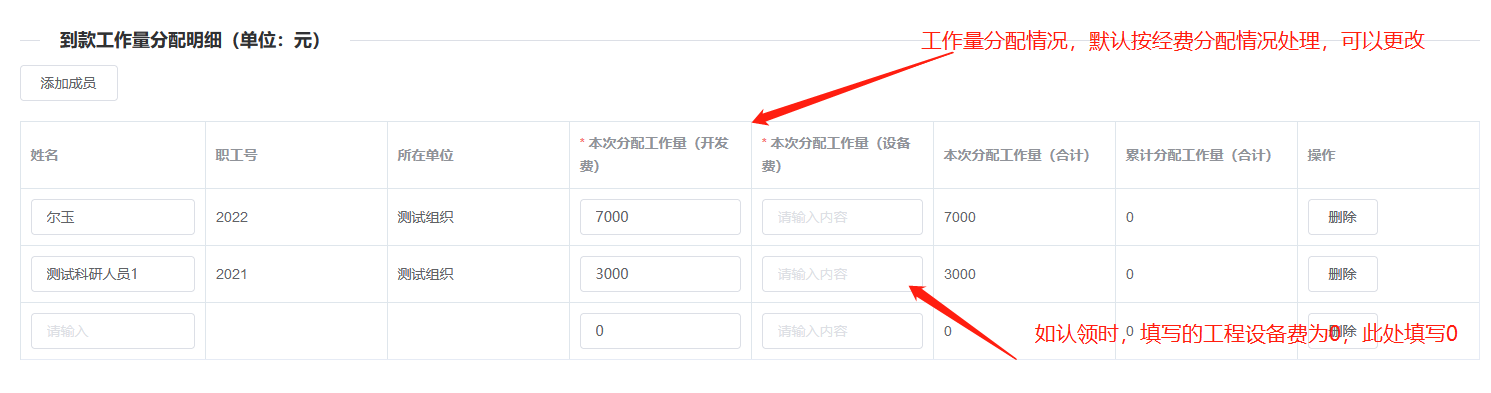 到款工作量分配明细（单位：元）
工作量分配情况，默认按经费分配情况处理，可以更改
添加成员
姓名 职工号 所在单位 * 本次分配工作量（开发费） * 本次分配工作量（设备费） 本次分配工作量（合计） 累计分配工作量（合计） 操作
尔玉 2022 测试组织 7000 请输入内容 7000 0 删除
测试科研人员1 2021 测试组织 3000 请输入内容 3000 0 删除
请输入 0 请输入内容 0 0 删除
如认领时，填写的工程设备费为0，此处填写0